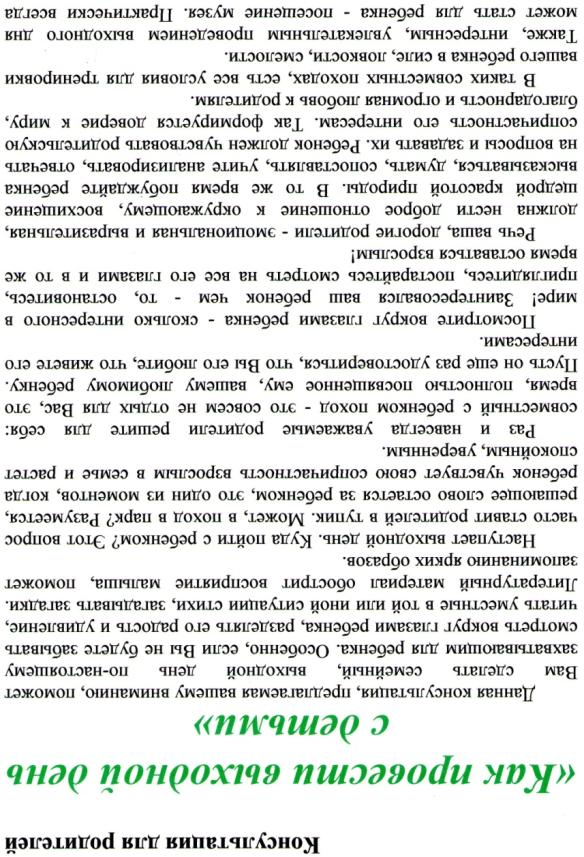 Консультация для родителей
«Как провести выходной день
с детьми»
Данная консультация, предлагаемая вашему вниманию, поможет
Вам сделать семейный, выходной день по-настоящему
захватывающим для ребенка. Особенно, если Вы не будете забывать
смотреть вокруг глазами ребенка, разделять его радость и удивление,
читать уместные в той или иной ситуации стихи, загадывать загадки.
Литературный материал обострит восприятие малыша, поможет
запоминанию ярких образов.
Наступает выходной день. Куда пойти с ребенком? Этот вопрос
часто ставит родителей в тупик. Может, в поход в парк? Разумеется,
решающее слово остается за ребенком, это один из моментов, когда
ребенок чувствует свою сопричастность взрослым в семье и растет
спокойным, уверенным.
Раз и навсегда уважаемые родители решите для себя:
совместный с ребенком поход - это совсем не отдых для Вас, это
время, полностью посвященное ему, вашему любимому ребенку.
Пусть он еще раз удостовериться, что Вы его любите, что живете его
интересами.
Посмотрите вокруг глазами ребенка - сколько интересного в
мире! Заинтересовался ваш ребенок чем - то, остановитесь,
приглядитесь, постарайтесь смотреть на все его глазами и в то же
время оставаться взрослым!
Речь ваша, дорогие родители - эмоциональная и выразительная,
должна нести доброе отношение к окружающему, восхищение
щедрой красотой природы. В то же время побуждайте ребенка
высказываться, думать, сопоставлять, учите анализировать, отвечать
на вопросы и задавать их. Ребенок должен чувствовать родительскую
сопричастность его интересам. Так формируется доверие к миру,
благодарность и огромная любовь к родителям.
В таких совместных походах, есть все условия для тренировки
вашего ребенка в силе, ловкости, смелости.
Также, интересным, увлекательным проведением выходного дня
может стать для ребенка - посещение музея. Практически всегда